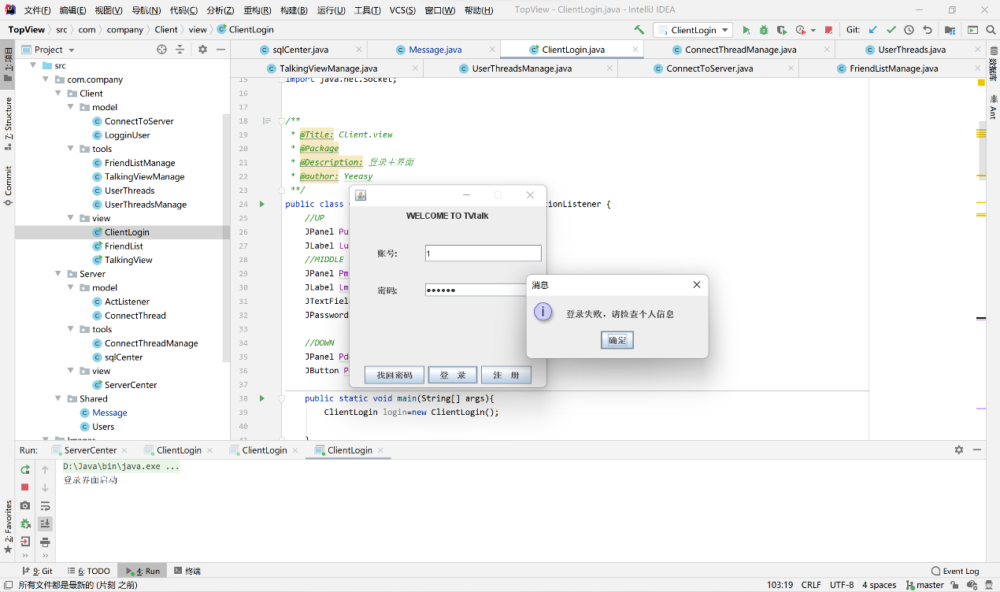 文件(F) 编辑(E) 视图(V) 导航(N) 代码(C) 分析(Z) 重构(R) 构建(B) 运行(U) 工具(T) VCS(S) 窗口(W) 帮助(H) TopView - ClientLogin.java - IntelliJ IDEA
TopView src com company Client view ClientLogin
ClientLogin Git:
Project
sqlCenter.java Message.java ClientLogin.java ConnectThreadManage.java UserThreads.java
TalkingViewManage.java UserThreadsManage.java ConnectToServer.java FriendListManage.java
1: 项目
7: Structure
Commit
2: Favorites
数据库
Ant
src
com.company
Client
model
ConnectToServer
LogginUser
tools
FriendListManage
TalkingViewManage
UserThreads
UserThreadsManage
view
ClientLogin
FriendList
TalkingView
Server
model
ActListener
ConnectThread
tools
ConnectThreadManage
sqlCenter
view
ServerCenter
Shared
Message
Users
Images
15 import java.net.Socket;
16
17
18 /**
19 * @Title: Client.view
20 * @Package
21 * @Description: 登录主界面
22 * @author: Yeeasy
23 **/
24 public class tionListener {
25 //UP
26 JPanel Pu
27 JLabel Lu
28 //MIDDLE
29 JPanel Pm
30 JLabel Lm
31 JTextFiel
32 JPassword
33
34 //DOWN
35 JPanel Pd
36 JButton P
37
38 public static void main(String[] args){
39 ClientLogin login=new ClientLogin();
40
41 }
WELCOME TO TVtalk
账号: 1
密码: ●●●●●●
找回密码 登 录 注 册
消息
登录失败，请检查个人信息
确定
Run: ServerCenter ClientLogin ClientLogin ClientLogin
D:\Java\bin\java.exe ...
登录界面启动
9: Git 6: TODO 4: Run 终端 Event Log
所有文件都是最新的 (片刻 之前) 103:19 CRLF UTF-8 4 spaces master